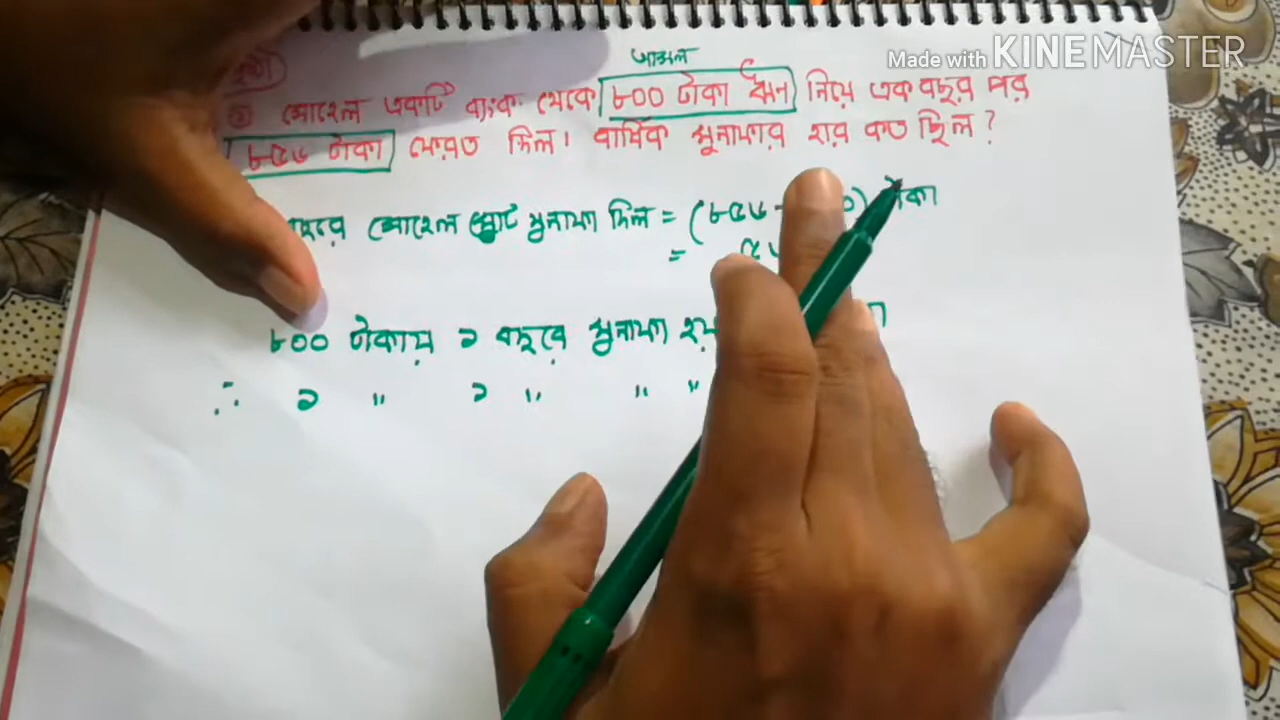 Made with KINEMASTER
আসল
সোহেল একটি ব্যাংক থেকে ৮০০ টাকা ঋন নিয়ে এক বছর পর
৮৫৬ টাকা ফেরত দিল। বার্ষিক মুনাফার হার কত ছিল?
সোহেল মোট মুনাফা দিল = (৮৫৬ -
=
৮০০ টাকায় ১ বছরে মুনাফা হয়
∴ ১ " ১ " " "